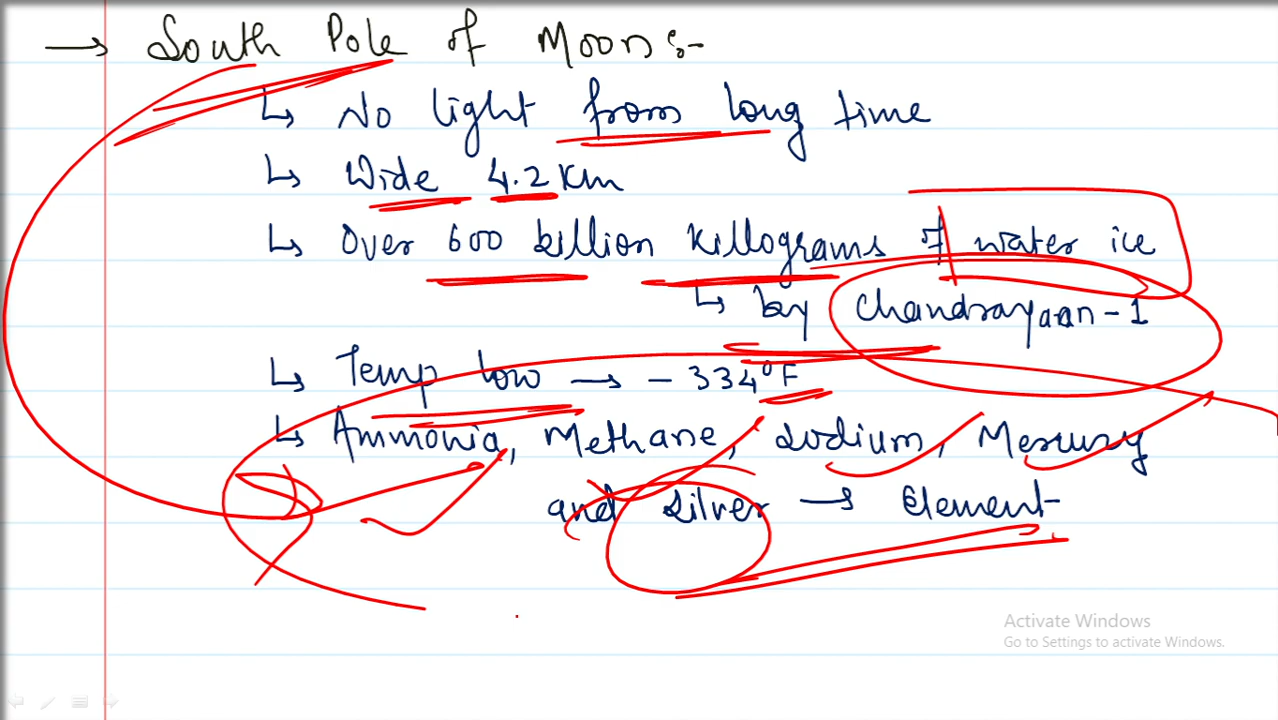 → South Pole of Moon:-
↳ No light from long time
↳ Wide 4.2 Km
↳ Over 600 billion Killograms of water ice
↳ by Chandrayaan-1
↳ Temp low → -334°F
↳ Ammonia, Methane, Sodium, Mercury
and Silver → Element
Activate Windows
Go to Settings to activate Windows.